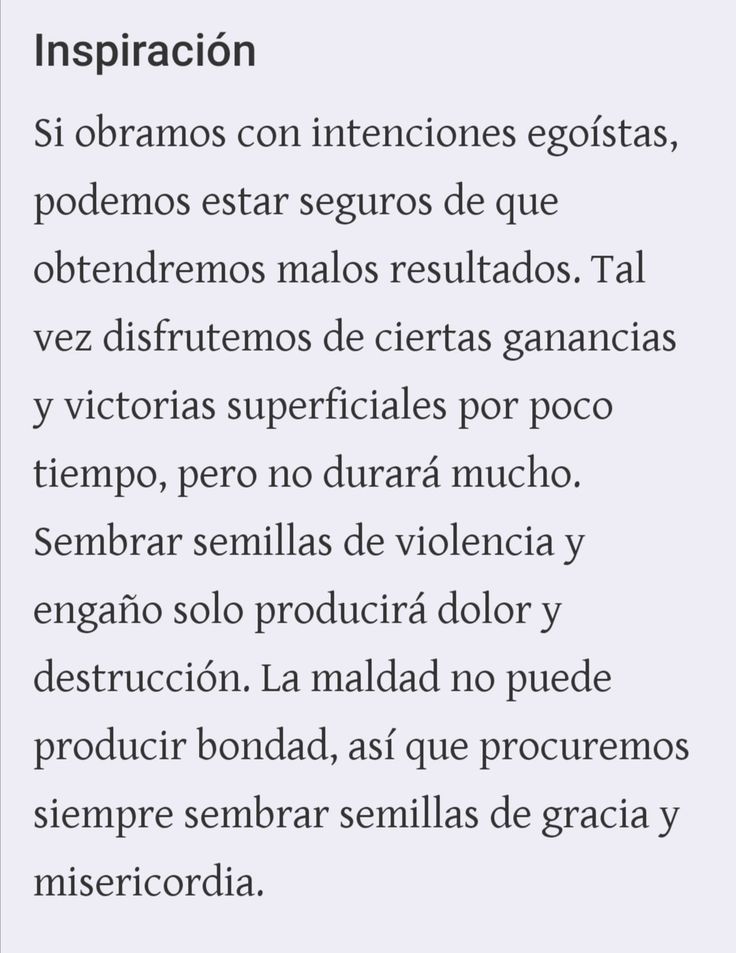 Inspiración
Si obramos con intenciones egoístas,
podemos estar seguros de que
obtendremos malos resultados. Tal
vez disfrutemos de ciertas ganancias
y victorias superficiales por poco
tiempo, pero no durará mucho.
Sembrar semillas de violencia y
engaño solo producirá dolor y
destrucción. La maldad no puede
producir bondad, así que procuremos
siempre sembrar semillas de gracia y
misericordia.